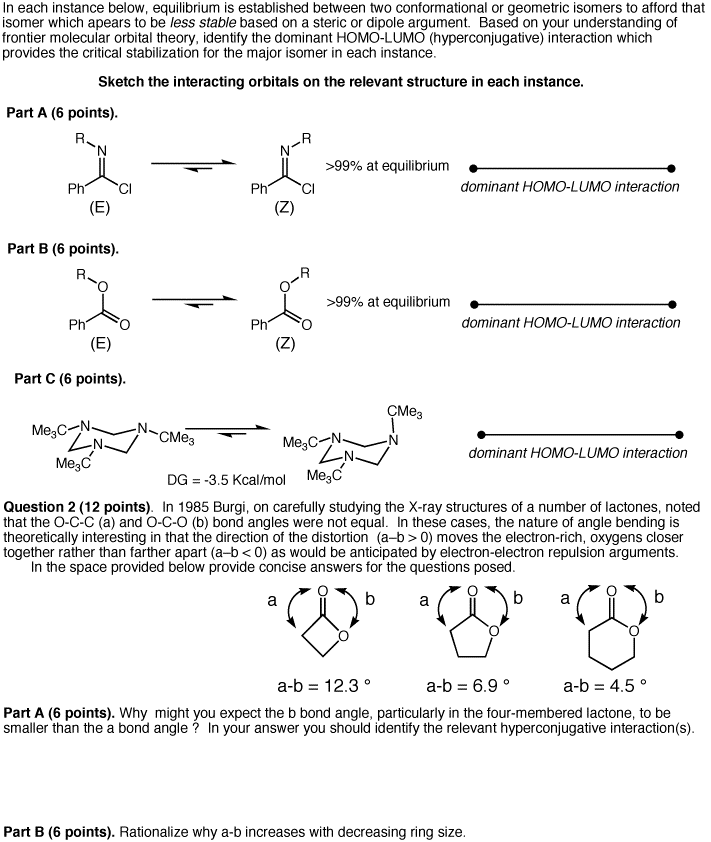 In each instance below, equilibrium is established between two conformational or geometric isomers to afford that
isomer which apears to be less stable based on a steric or dipole argument. Based on your understanding of
frontier molecular orbital theory, identify the dominant HOMO-LUMO (hyperconjugative) interaction which
provides the critical stabilization for the major isomer in each instance.
Sketch the interacting orbitals on the relevant structure in each instance.
Part A (6 points).
R N Ph Cl (E)
N R Ph Cl (Z)
>99% at equilibrium
dominant HOMO-LUMO interaction
Part B (6 points).
R O Ph O (E)
O R Ph O (Z)
>99% at equilibrium
dominant HOMO-LUMO interaction
Part C (6 points).
Me3C N N CMe3 N Me3C
CMe3 Me3C N N N Me3C
DG = -3.5 Kcal/mol
dominant HOMO-LUMO interaction
Question 2 (12 points). In 1985 Burgi, on carefully studying the X-ray structures of a number of lactones, noted
that the O-C-C (a) and O-C-O (b) bond angles were not equal. In these cases, the nature of angle bending is
theoretically interesting in that the direction of the distortion (a–b > 0) moves the electron-rich, oxygens closer
together rather than farther apart (a–b < 0) as would be anticipated by electron-electron repulsion arguments.
In the space provided below provide concise answers for the questions posed.
a O b O
a O b O
a O b O
a-b = 12.3 °
a-b = 6.9 °
a-b = 4.5 °
Part A (6 points). Why might you expect the b bond angle, particularly in the four-membered lactone, to be
smaller than the a bond angle ? In your answer you should identify the relevant hyperconjugative interaction(s).
Part B (6 points). Rationalize why a-b increases with decreasing ring size.